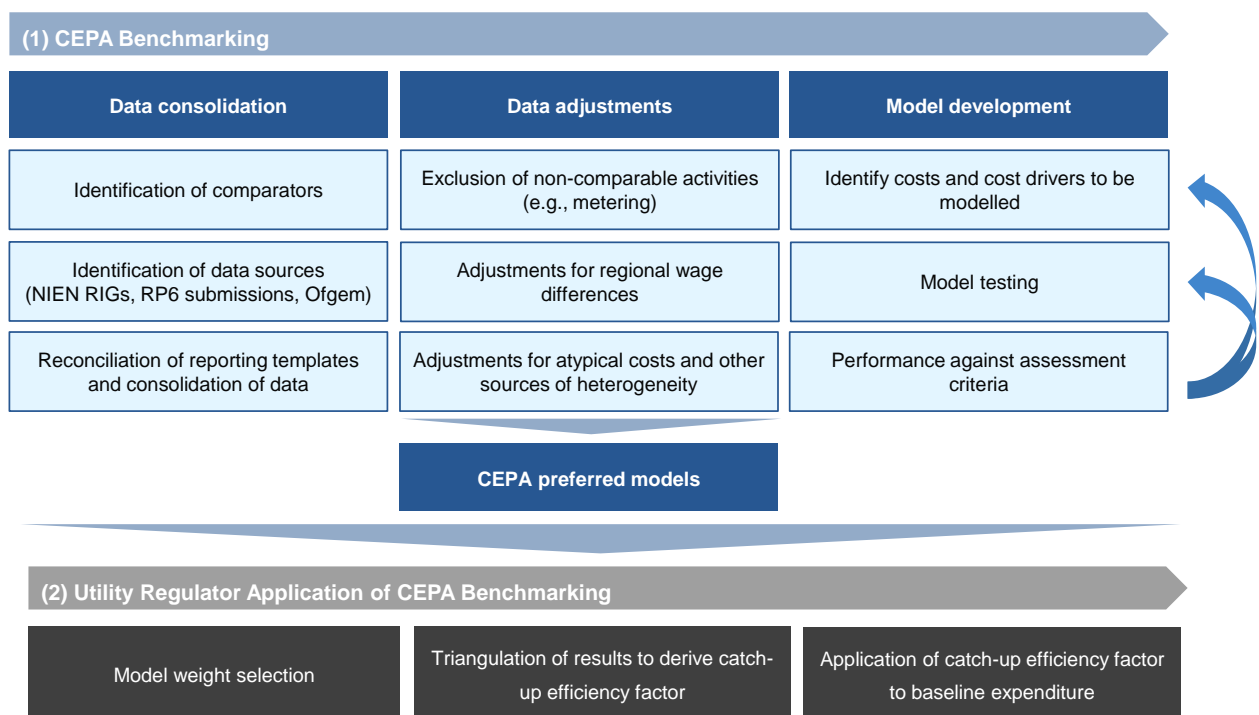 (1) CEPA Benchmarking
Data consolidation
Data adjustments
Model development
Identification of comparators
Exclusion of non-comparable activities
(e.g., metering)
Identify costs and cost drivers to be
modelled
Identification of data sources
(NIEN RIGs, RP6 submissions, Ofgem)
Adjustments for regional wage
differences
Model testing
Reconciliation of reporting templates
and consolidation of data
Adjustments for atypical costs and other
sources of heterogeneity
Performance against assessment
criteria
CEPA preferred models
(2) Utility Regulator Application of CEPA Benchmarking
Model weight selection
Triangulation of results to derive catch-
up efficiency factor
Application of catch-up efficiency factor
to baseline expenditure